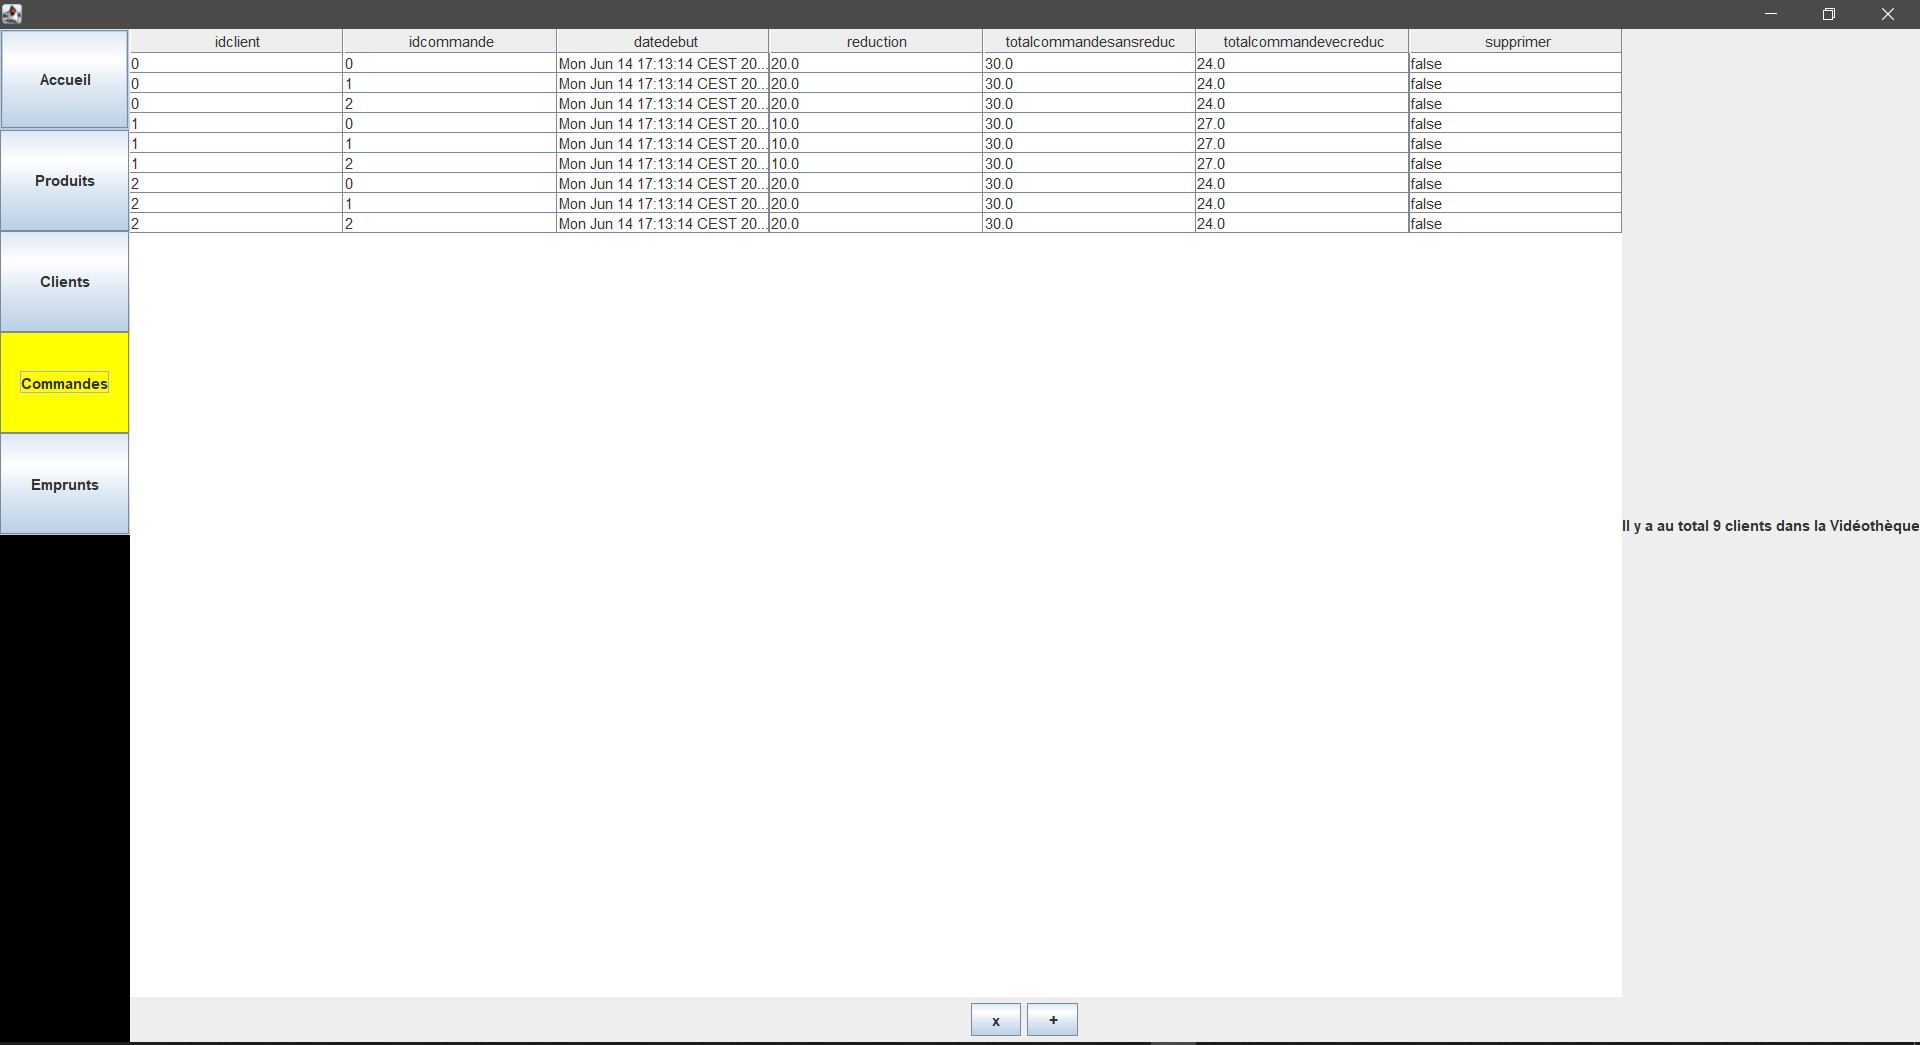 Accueil
Produits
Clients
Commandes
Emprunts
idclient idcommande datedebut reduction totalcommandesansreduc totalcommandevecreduc supprimer
0 0 Mon Jun 14 17:13:14 CEST 20... 20.0 30.0 24.0 false
0 1 Mon Jun 14 17:13:14 CEST 20... 20.0 30.0 24.0 false
0 2 Mon Jun 14 17:13:14 CEST 20... 20.0 30.0 24.0 false
1 0 Mon Jun 14 17:13:14 CEST 20... 10.0 30.0 27.0 false
1 1 Mon Jun 14 17:13:14 CEST 20... 10.0 30.0 27.0 false
1 2 Mon Jun 14 17:13:14 CEST 20... 10.0 30.0 27.0 false
2 0 Mon Jun 14 17:13:14 CEST 20... 20.0 30.0 24.0 false
2 1 Mon Jun 14 17:13:14 CEST 20... 20.0 30.0 24.0 false
2 2 Mon Jun 14 17:13:14 CEST 20... 20.0 30.0 24.0 false
Il y a au total 9 clients dans la Vidéothèque
x +